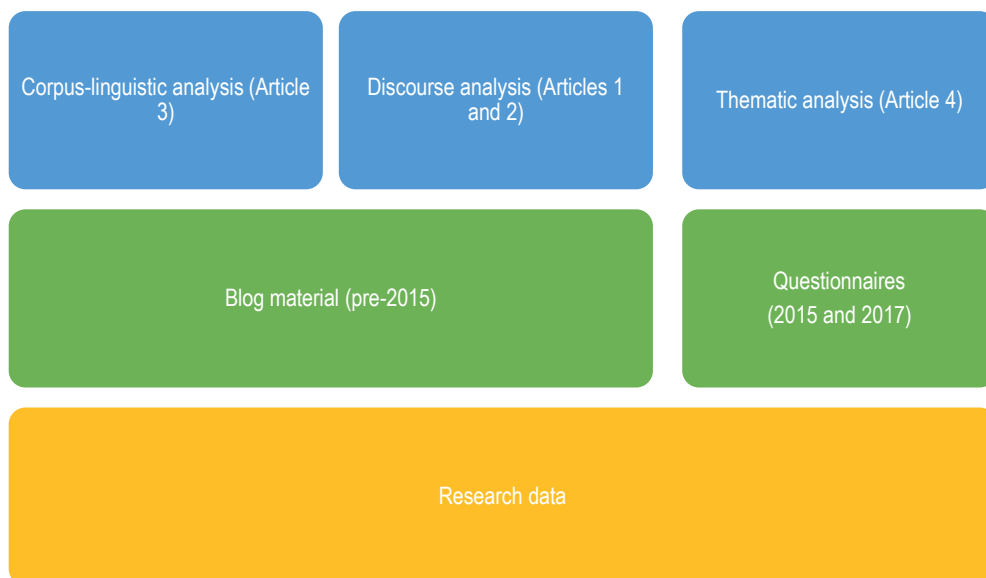 Corpus-linguistic analysis (Article
3)
Discourse analysis (Articles 1
and 2)
Thematic analysis (Article 4)
Blog material (pre-2015)
Questionnaires
(2015 and 2017)
Research data